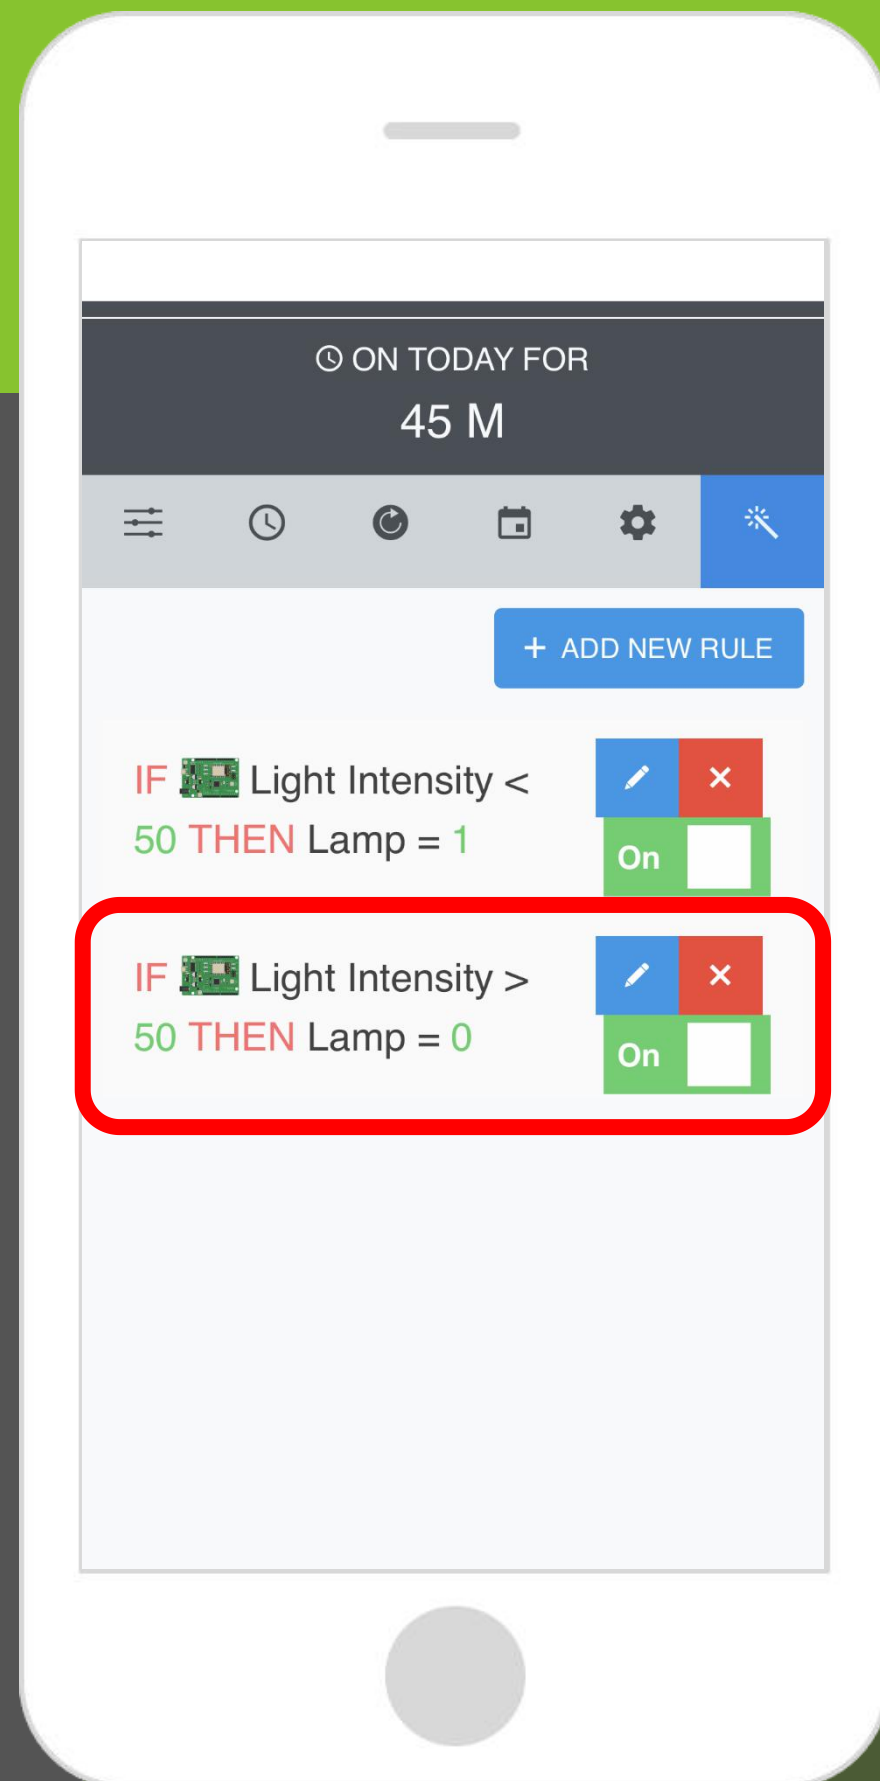 ON TODAY FOR
45 M
+ ADD NEW RULE
IF Light Intensity <
50 THEN Lamp = 1
On
IF Light Intensity >
50 THEN Lamp = 0
On